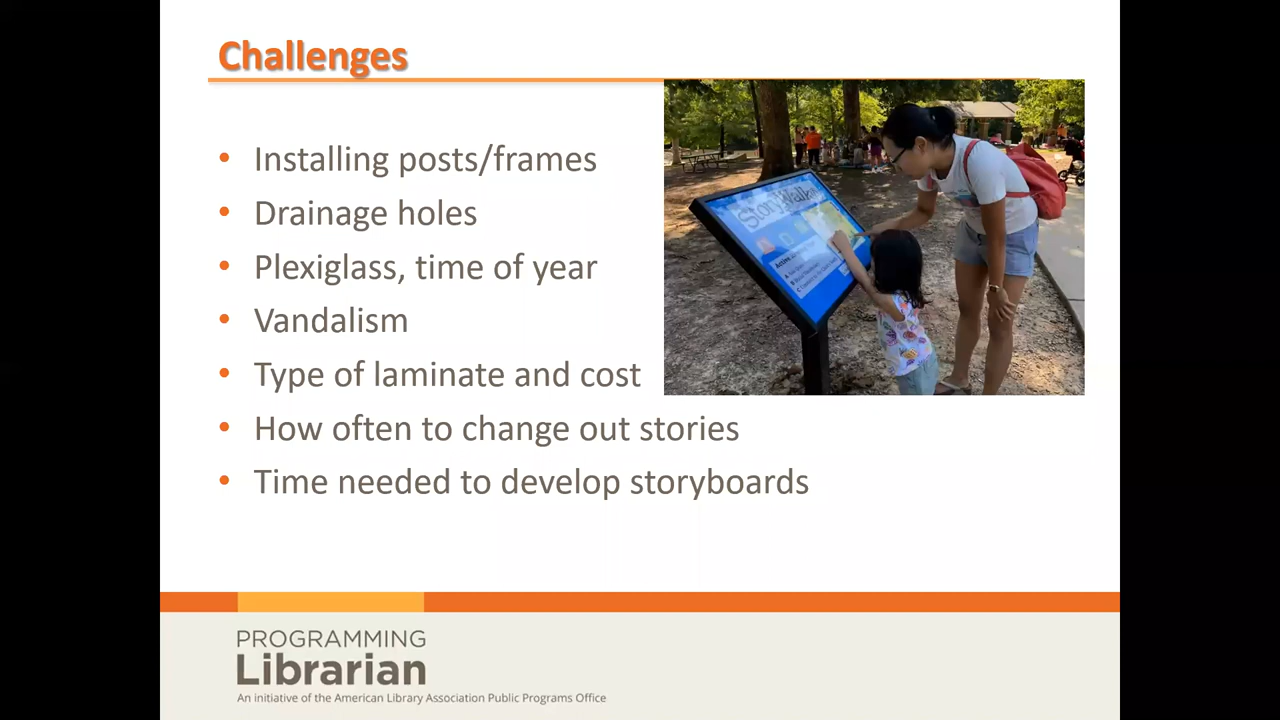 Challenges
• Installing posts/frames
• Drainage holes
• Plexiglass, time of year
• Vandalism
• Type of laminate and cost
• How often to change out stories
• Time needed to develop storyboards
StoryWalk
PROGRAMMING
Librarian
An initiative of the American Library Association Public Programs Office